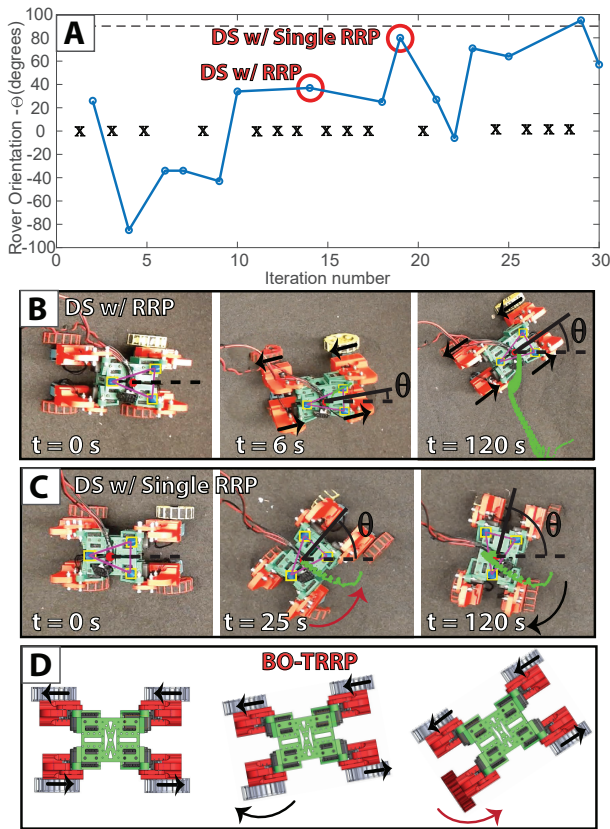 A
100
80
60
40
20
0
-20
-40
-60
-80
-100
Rover Orientation - Θ (degrees)
DS w/ Single RRP
DS w/ RRP
x x x x x x x x x x x x x x x
0 5 10 15 20 25 30
Iteration number
B DS w/ RRP
θ
θ
t = 0 s t = 6 s t = 120 s
C DS w/ Single RRP
θ
θ
t = 0 s t = 25 s t = 120 s
D BO-TRRP